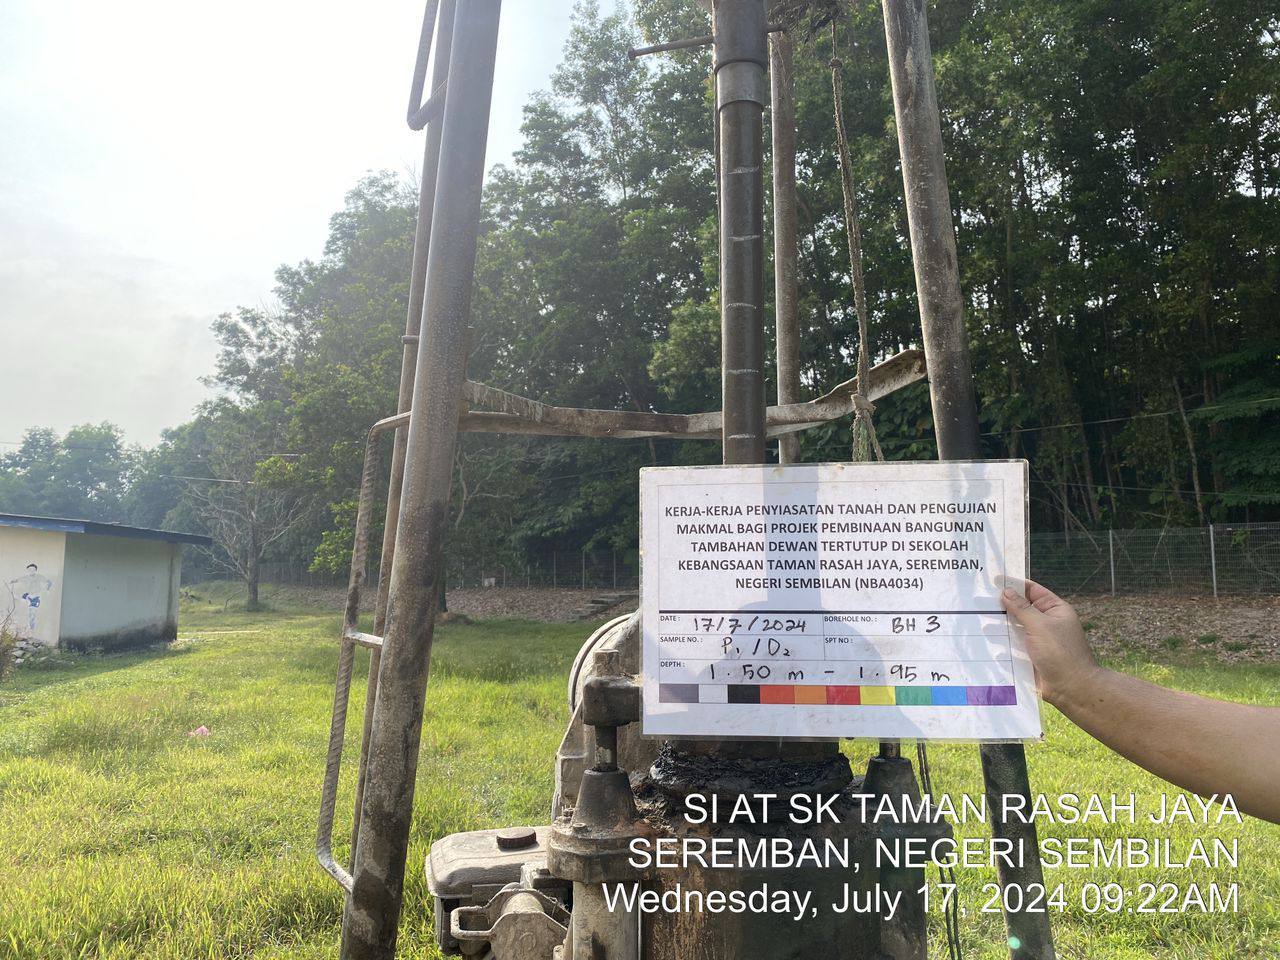 KERJA-KERJA PENYIASATAN TANAH DAN PENGUJIAN
MAKMAL BAGI PROJEK PEMBINAAN BANGUNAN
TAMBAHAN DEWAN TERTUTUP DI SEKOLAH
KEBANGSAAN TAMAN RASAH JAYA, SEREMBAN,
NEGERI SEMBILAN (NBA4034)
DATE : 17/7/2024 BOREHOLE NO. : BH 3
SAMPLE NO. : P1/D2 SPT NO :
DEPTH : 1.50 m - 1.95 m
SI AT SK TAMAN RASAH JAYA
SEREMBAN, NEGERI SEMBILAN
Wednesday, July 17, 2024 09:22AM